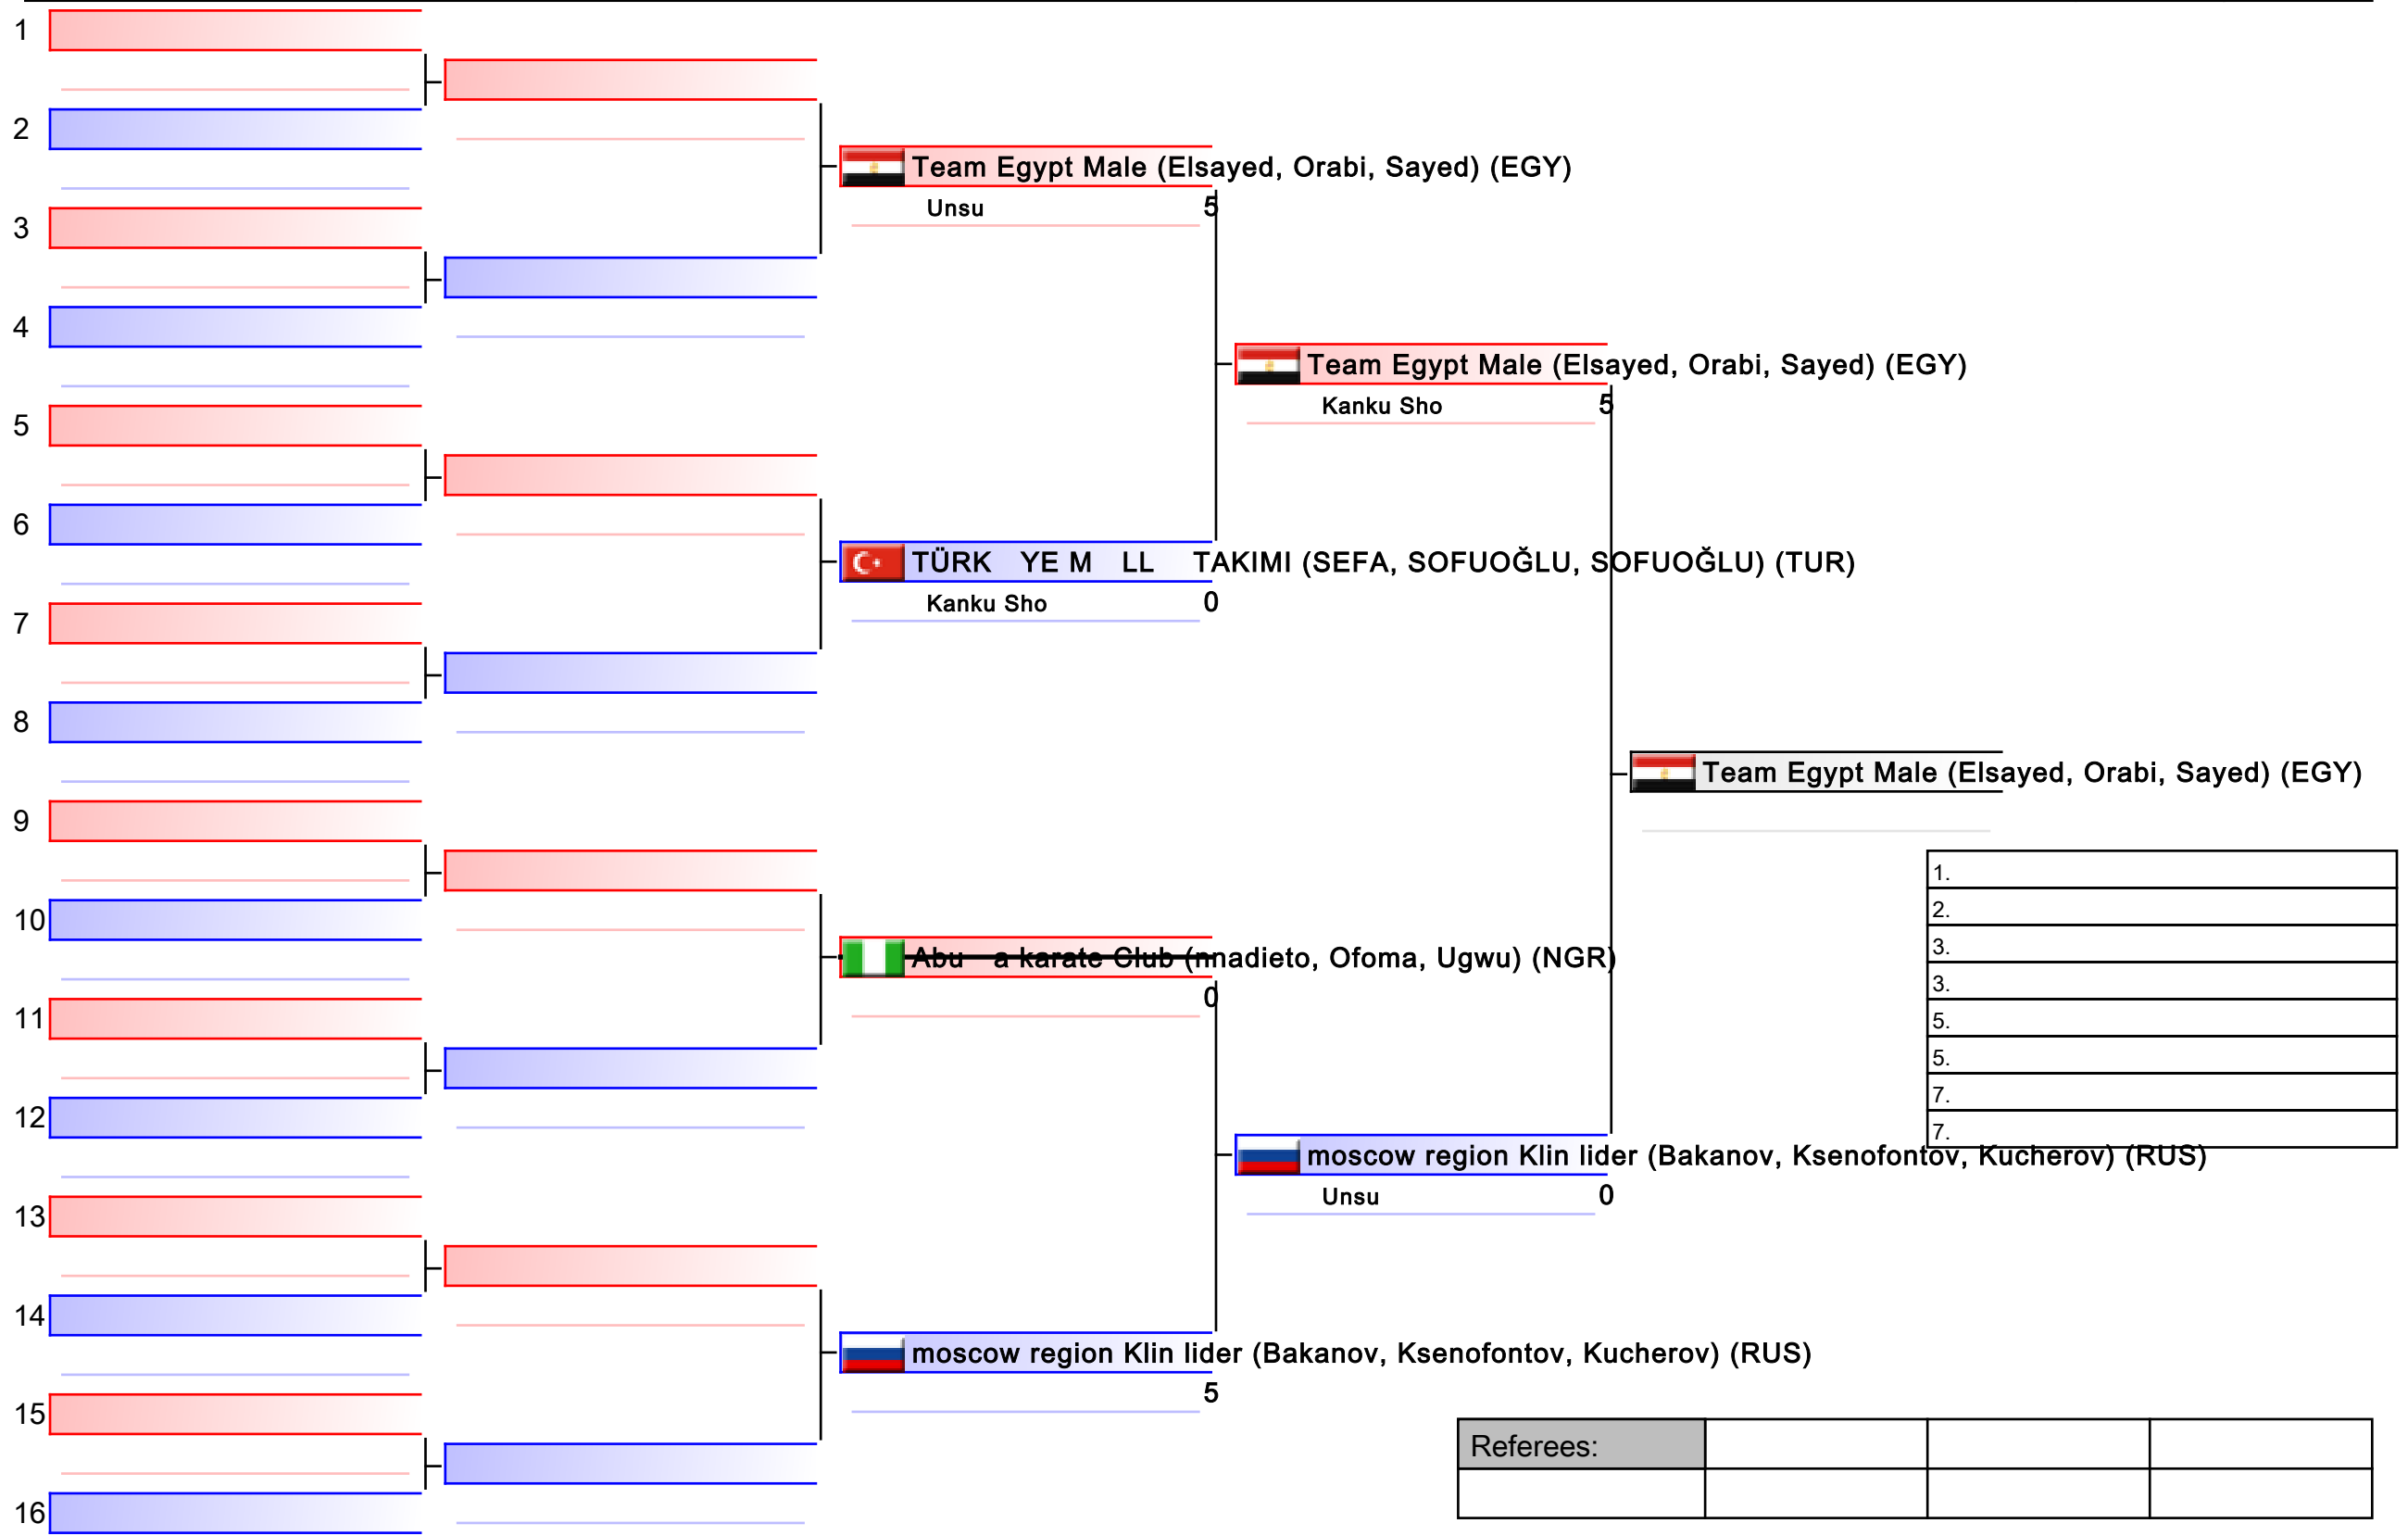 1
2
Team Egypt Male (Elsayed, Orabi, Sayed) (EGY)
Unsu 5
3
4
Team Egypt Male (Elsayed, Orabi, Sayed) (EGY)
Kanku Sho 5
5
6
TÜRK YE M LL TAKIMI (SEFA, SOFUOĞLU, SOFUOĞLU) (TUR)
Kanku Sho 0
7
8
Team Egypt Male (Elsayed, Orabi, Sayed) (EGY)
9
1.
2.
3.
3.
5.
5.
7.
7.
10
Abu a karate Club (nnadieto, Ofoma, Ugwu) (NGR)
0
11
12
moscow region Klin lider (Bakanov, Ksenofontov, Kucherov) (RUS)
Unsu 0
13
14
moscow region Klin lider (Bakanov, Ksenofontov, Kucherov) (RUS)
5
15
Referees:
16